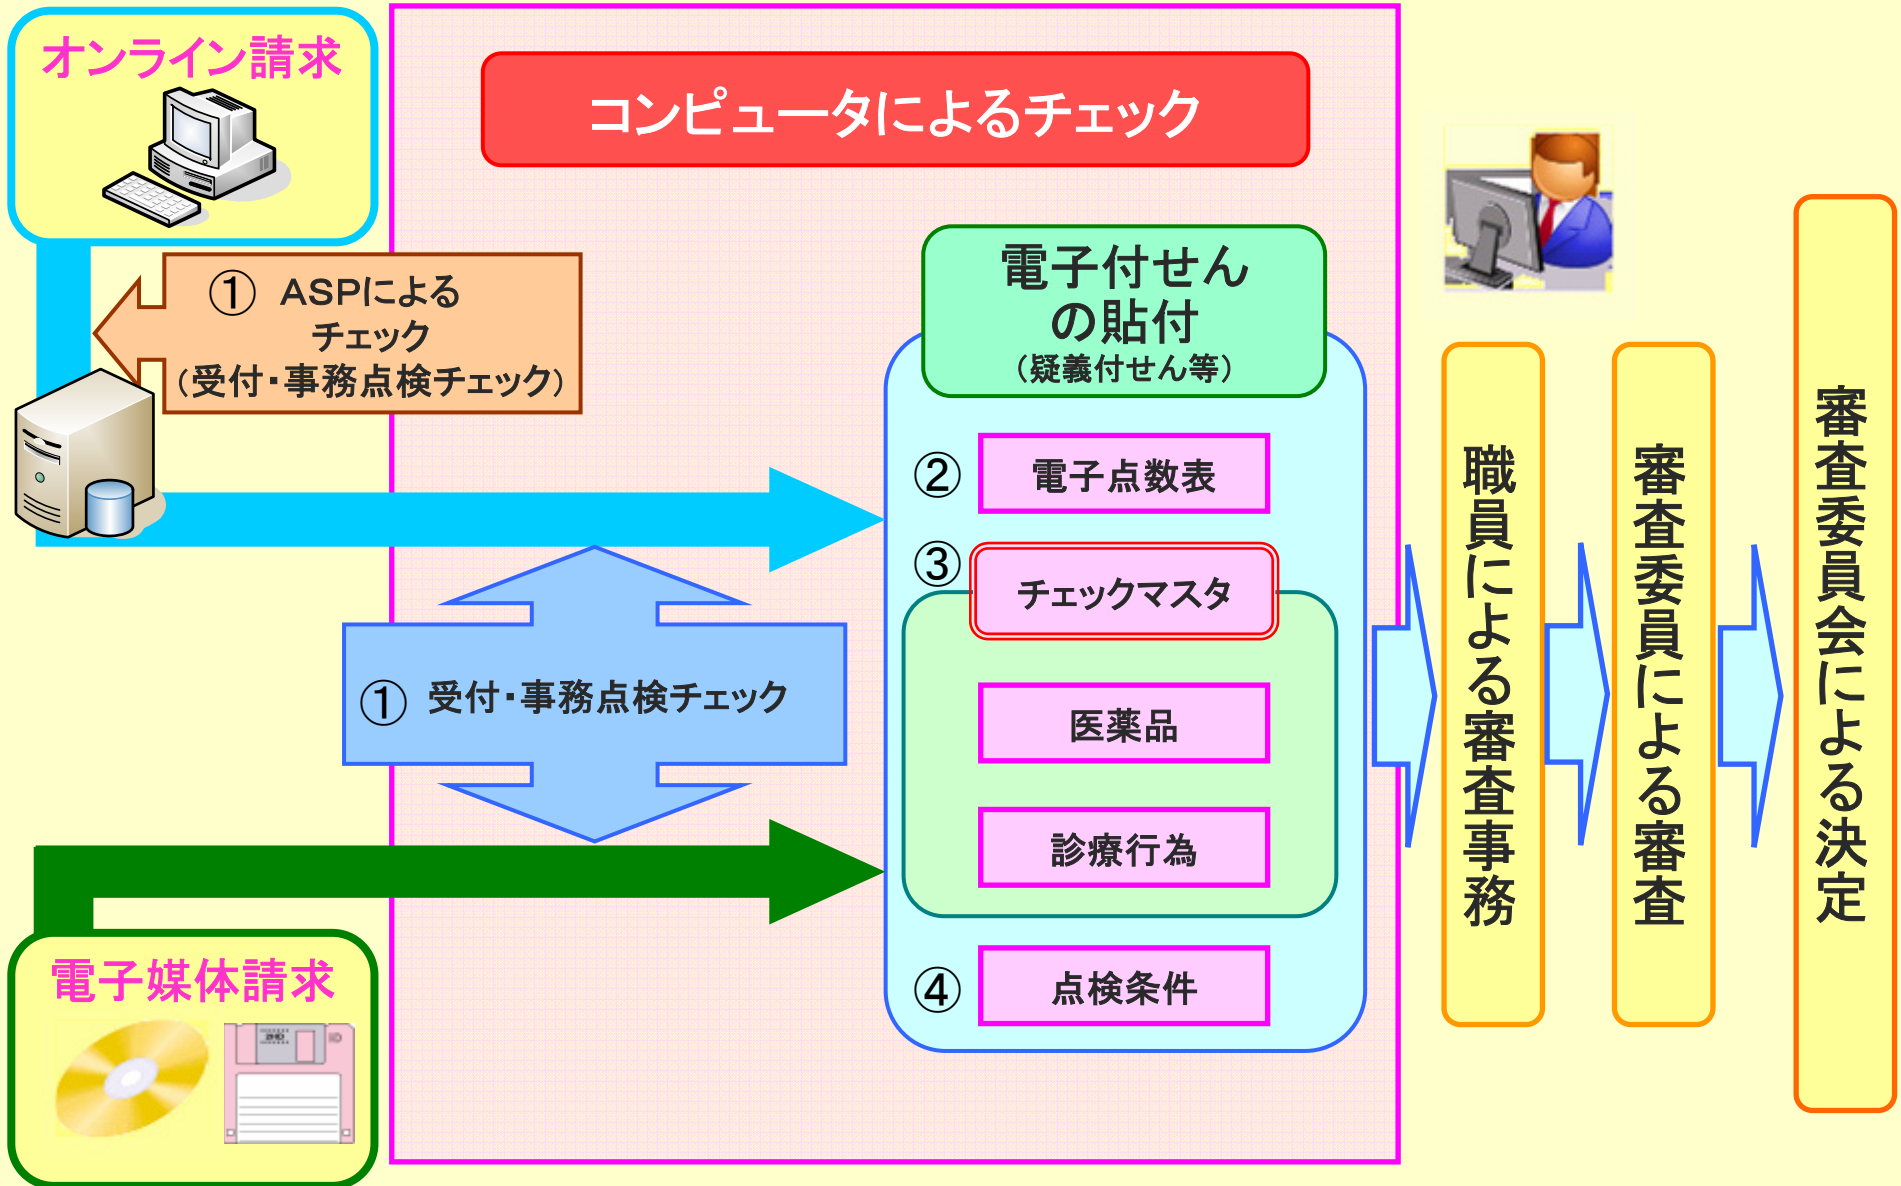 オンライン請求
コンピュータによるチェック
① ASPによる
チェック
(受付・事務点検チェック)
電子付せん
の貼付
(疑義付せん等)
② 電子点数表
③ チェックマスタ
医薬品
診療行為
④ 点検条件
① 受付・事務点検チェック
電子媒体請求
2HD
職員による審査事務
審査委員による審査
審査委員会による決定